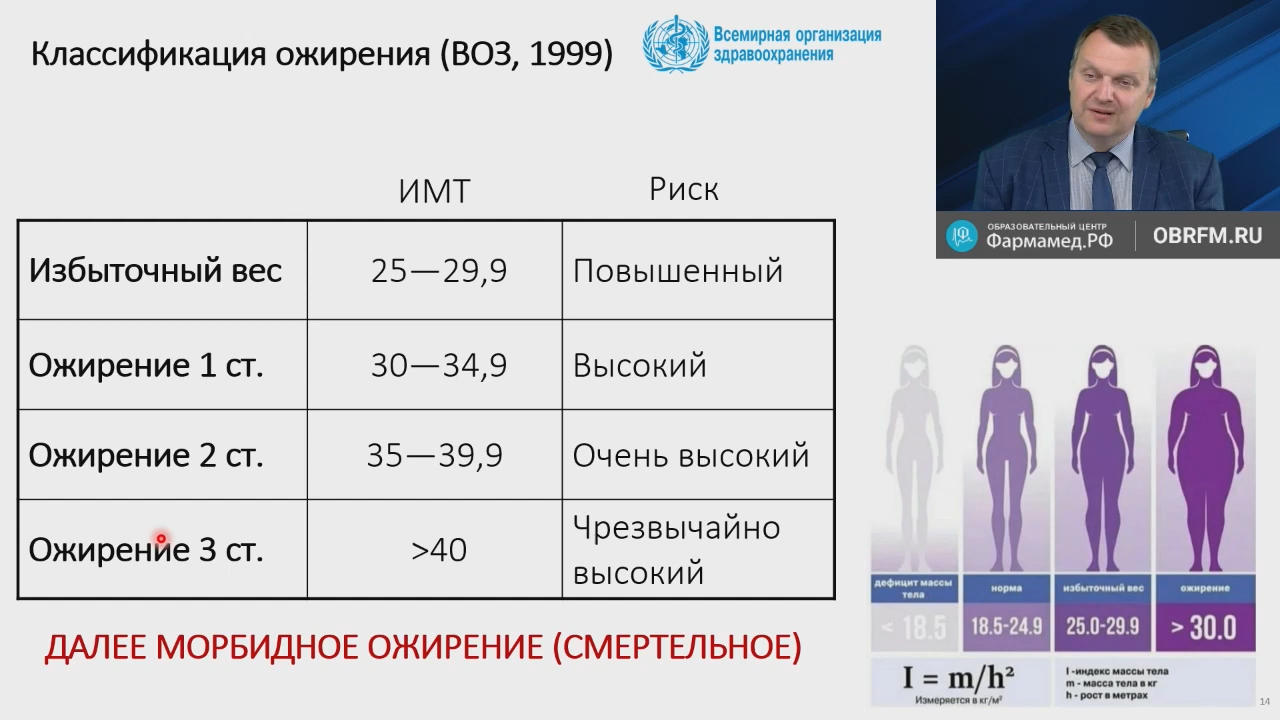 Классификация ожирения (ВОЗ, 1999)
Всемирная организация
здравоохранения
ОБРАЗОВАТЕЛЬНЫЙ ЦЕНТР
Фармамед.РФ
OBRFM.RU
ИМТ Риск
Избыточный вес 25—29,9 Повышенный
Ожирение 1 ст. 30—34,9 Высокий
Ожирение 2 ст. 35—39,9 Очень высокий
Ожирение 3 ст. >40 Чрезвычайно
высокий
ДАЛЕЕ МОРБИДНОЕ ОЖИРЕНИЕ (СМЕРТЕЛЬНОЕ)
дефицит массы
тела
норма
избыточный вес
ожирение
< 18.5
18.5-24.9
25.0-29.9
> 30.0
I = m/h²
Измеряется в кг/м²
I -индекс массы тела
m - масса тела в кг
h - рост в метрах
14